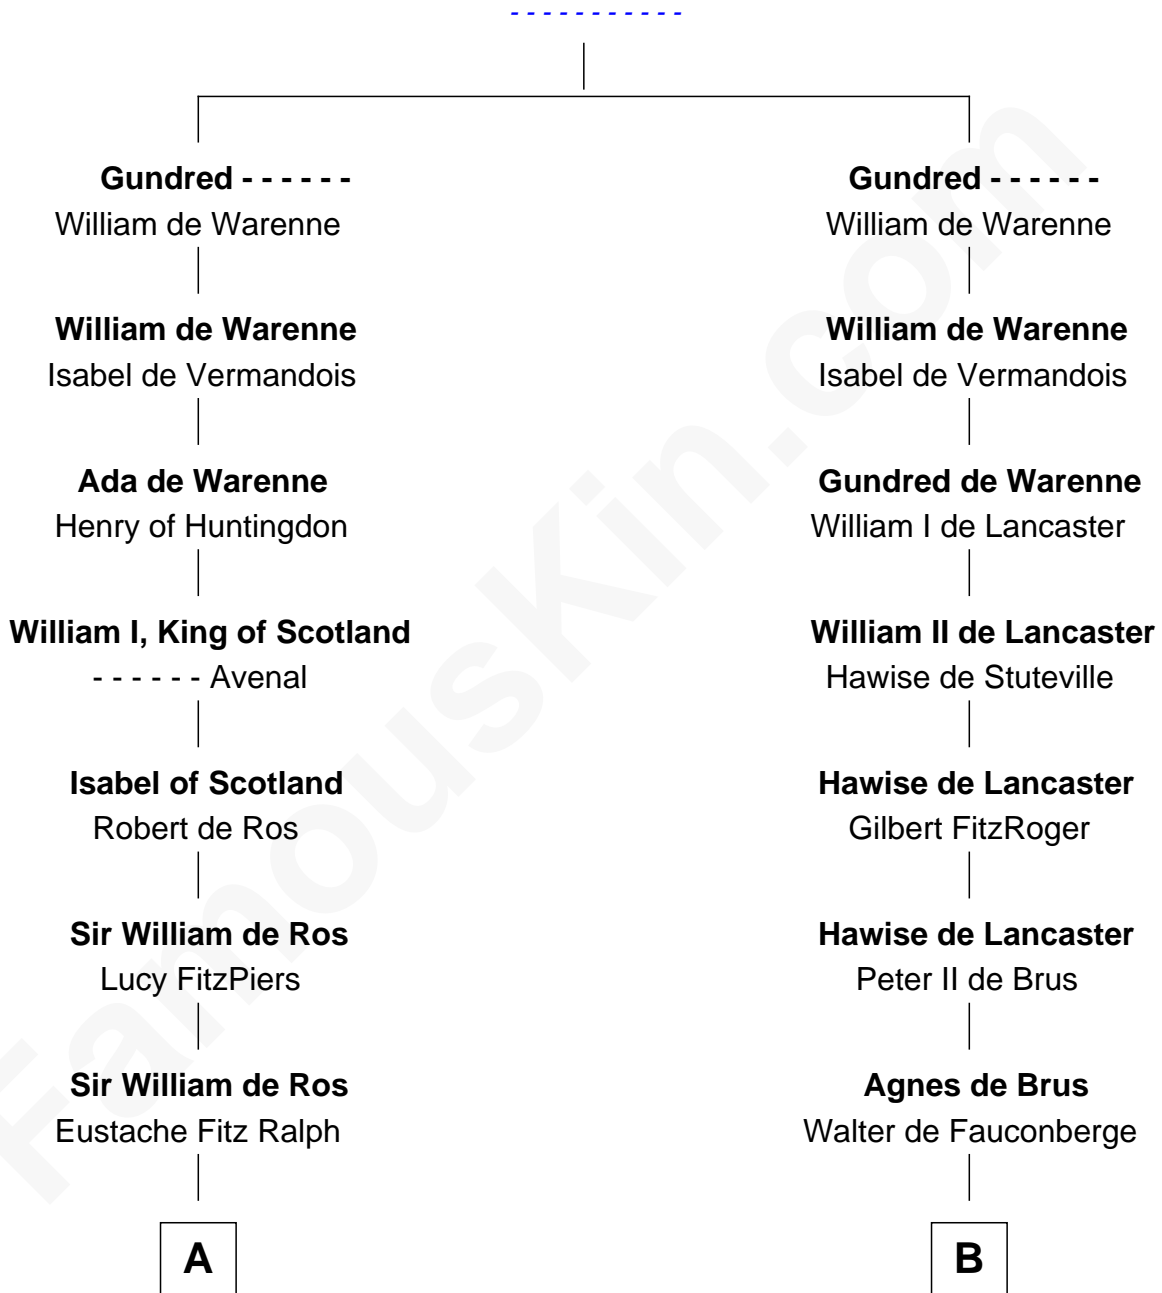 - - - - - - - - - - -
Gundred - - - - - -
William de Warenne
Gundred - - - - - -
William de Warenne
William de Warenne
Isabel de Vermandois
William de Warenne
Isabel de Vermandois
Ada de Warenne
Henry of Huntingdon
Gundred de Warenne
William I de Lancaster
William I, King of Scotland
- - - - - - Avenal
William II de Lancaster
Hawise de Stuteville
Isabel of Scotland
Robert de Ros
Hawise de Lancaster
Gilbert FitzRoger
Sir William de Ros
Lucy FitzPiers
Hawise de Lancaster
Peter II de Brus
Sir William de Ros
Eustache Fitz Ralph
Agnes de Brus
Walter de Fauconberge
A
B
FamousKin.com